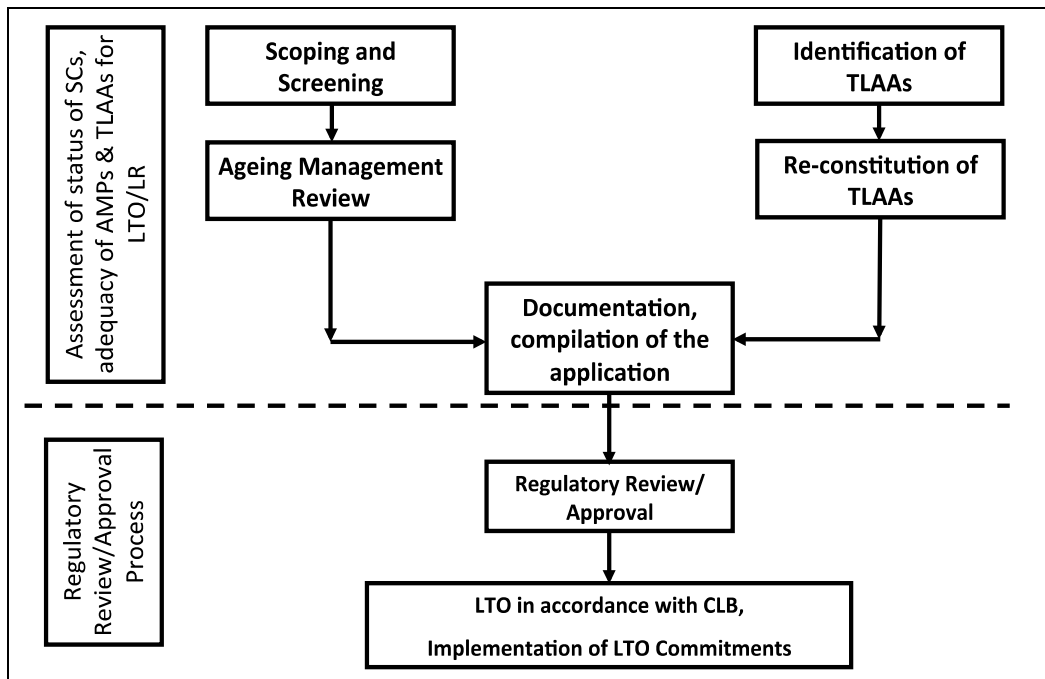 Assessment of status of SCs,
adequacy of AMPs & TLAAs for
LTO/LR
Scoping and
Screening
Identification of
TLAAs
Ageing Management
Review
Re-constitution of
TLAAs
Documentation,
compilation of the
application
Regulatory
Review/Approval
Process
Regulatory Review/
Approval
LTO in accordance with CLB,
Implementation of LTO Commitments